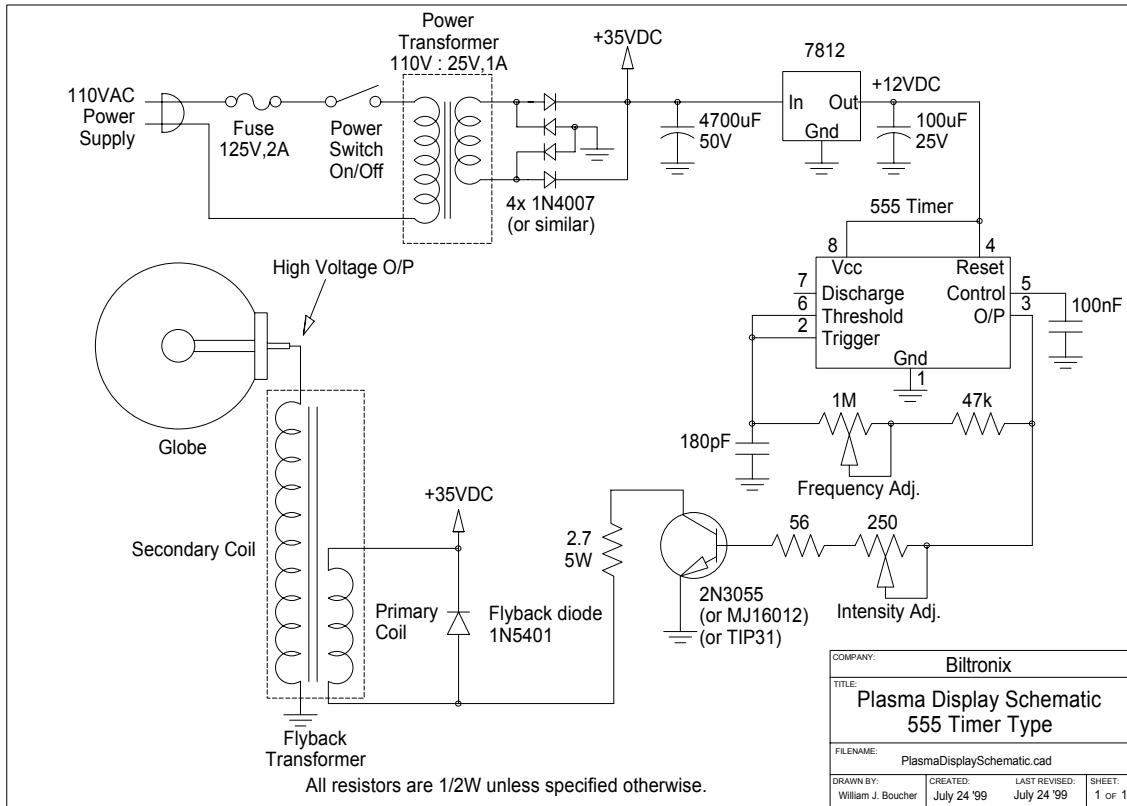 Power
Transformer
110V : 25V,1A
+35VDC
7812
+12VDC
110VAC
Power
Supply
Fuse
125V,2A
Power
Switch
On/Off
In
Out
Gnd
4700uF
50V
100uF
25V
4x 1N4007
(or similar)
555 Timer
8
4
Vcc
Reset
7
Discharge
Control
5
6
Threshold
O/P
3
2
Trigger
100nF
Gnd
1
High Voltage O/P
Globe
1M
47k
180pF
Frequency Adj.
+35VDC
Secondary Coil
Primary
Coil
Flyback diode
1N5401
2.7
5W
56
250
2N3055
(or MJ16012)
(or TIP31)
Intensity Adj.
Flyback
Transformer
All resistors are 1/2W unless specified otherwise.
COMPANY:
Biltronix
TITLE:
Plasma Display Schematic
555 Timer Type
FILENAME:
PlasmaDisplaySchematic.cad
DRAWN BY:
William J. Boucher
CREATED:
July 24 '99
LAST REVISED:
July 24 '99
SHEET:
1 OF 1